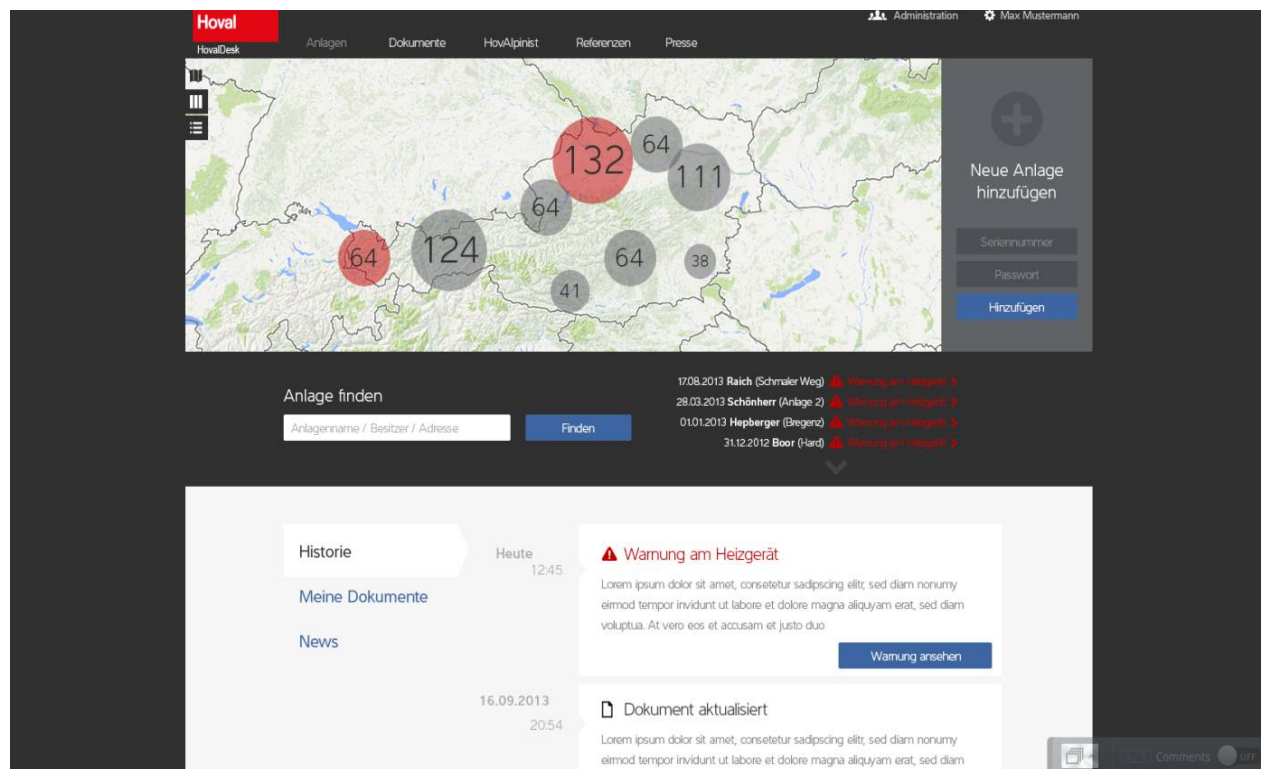 Hoval
HovalDesk
Administration
Max Mustermann
Anlagen
Dokumente
HovAlpinist
Referenzen
Presse
132
64
111
64
124
64
64
38
41
Neue Anlage
hinzufügen
Seriennummer
Passwort
Hinzufügen
Anlage finden
Anlagenname / Besitzer / Adresse
Finden
17.08.2013 Raich (Schmaler Weg) Warnung am Heizgerät
28.03.2013 Schönherr (Anlage 2) Warnung am Heizgerät
01.01.2013 Hepberger (Bregenz) Warnung am Heizgerät
31.12.2012 Boor (Hard) Warnung am Heizgerät
Historie
Meine Dokumente
News
Heute
12:45
Warnung am Heizgerät
Lorem ipsum dolor sit amet, consetetur sadipscing elitr, sed diam nonumy
eirmod tempor invidunt ut labore et dolore magna aliquyam erat, sed diam
voluptua. At vero eos et accusam et justo duo
Warnung ansehen
16.09.2013
20:54
Dokument aktualisiert
Lorem ipsum dolor sit amet, consetetur sadipscing elitr, sed diam nonumy
eirmod tempor invidunt ut labore et dolore magna aliquyam erat, sed diam
Comments OFF